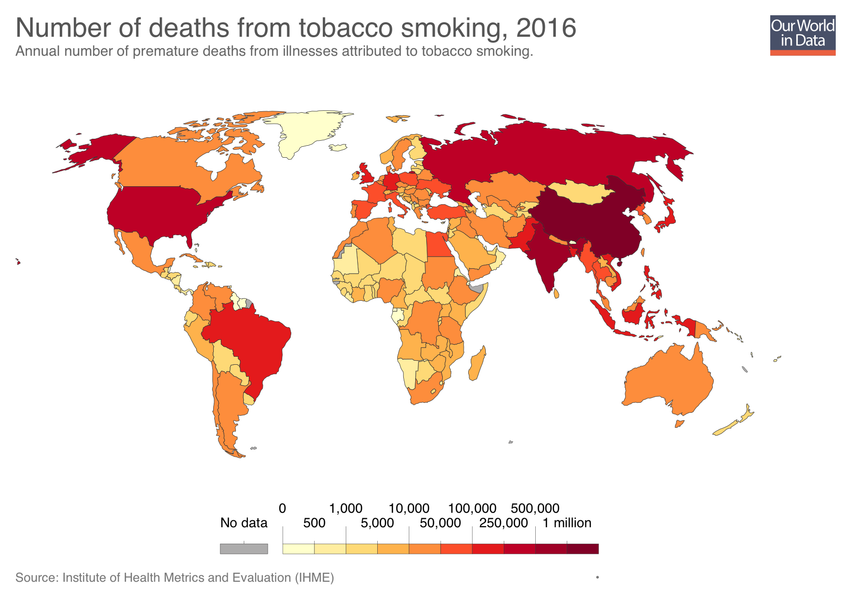 Number of deaths from tobacco smoking, 2016
Annual number of premature deaths from illnesses attributed to tobacco smoking.
Our World
in Data
0 1,000 10,000 100,000 500,000
No data 500 5,000 50,000 250,000 1 million
Source: Institute of Health Metrics and Evaluation (IHME)